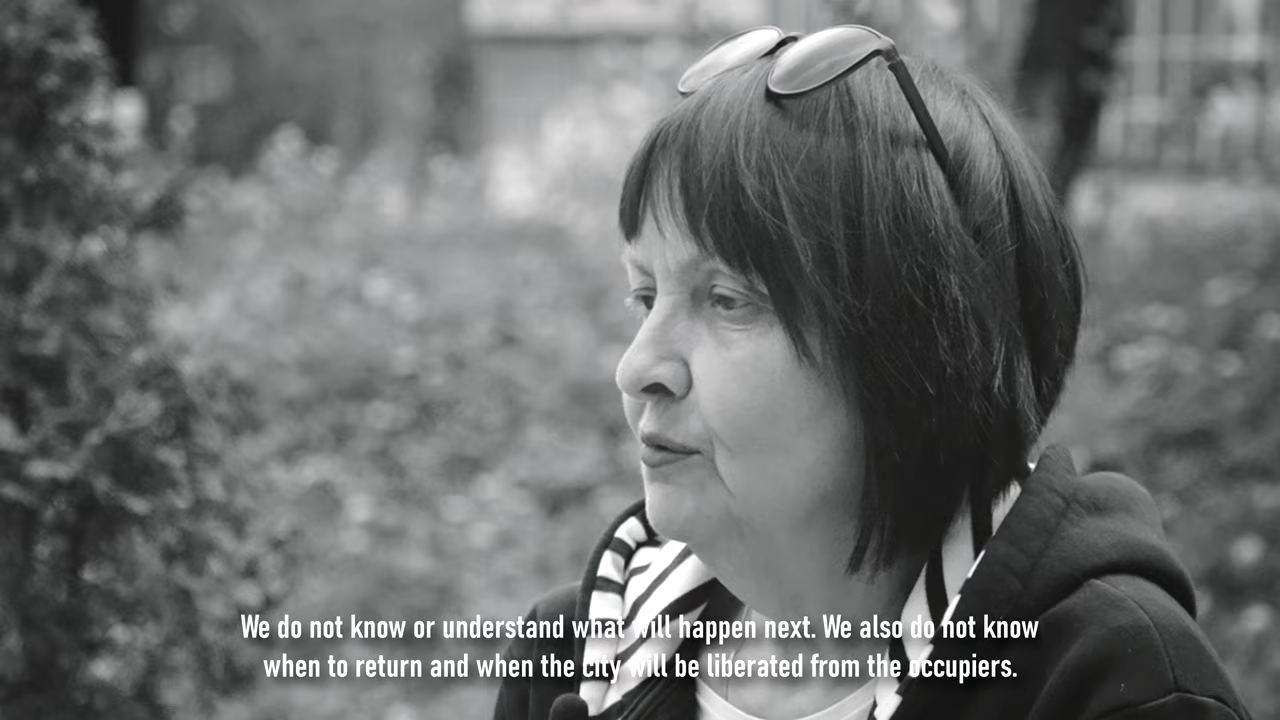 We do not know or understand what will happen next. We also do not know
when to return and when the city will be liberated from the occupiers.